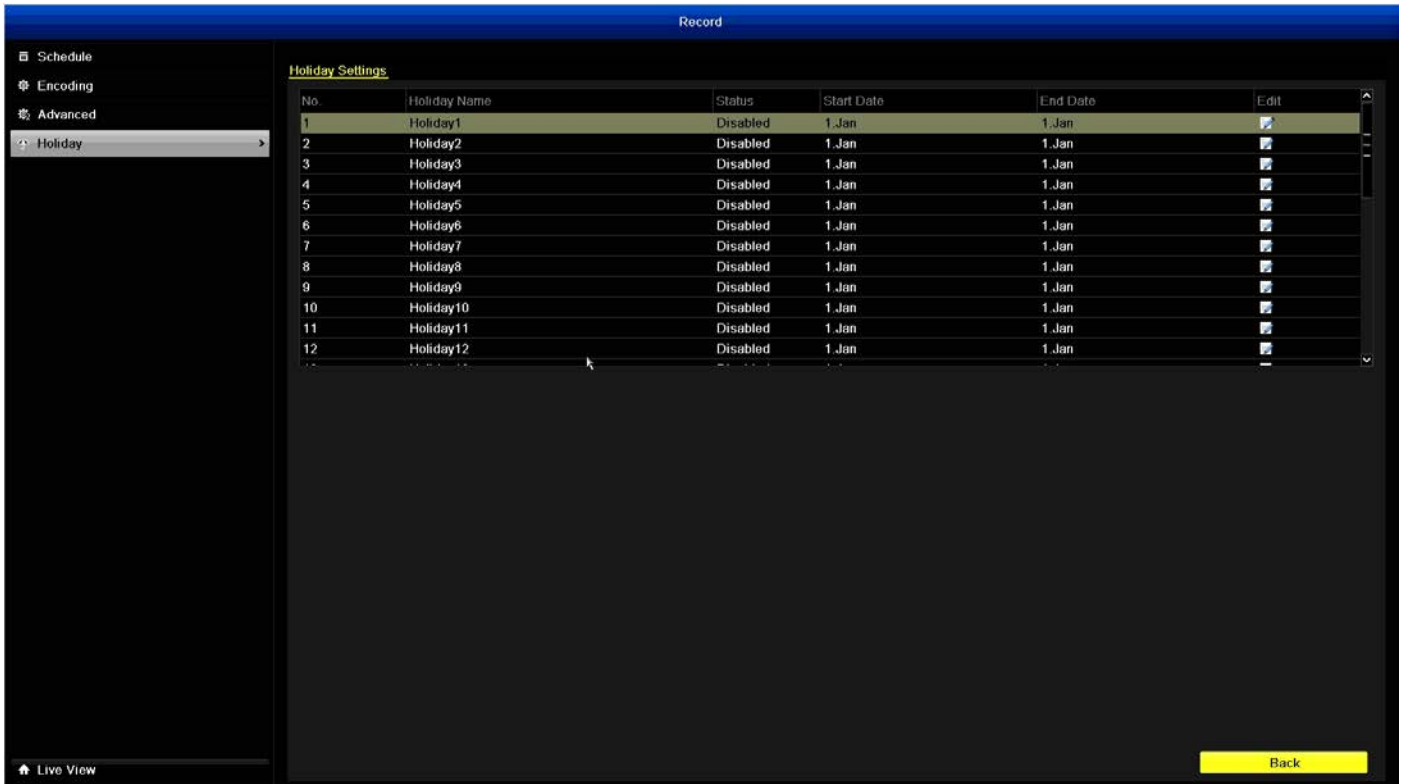 Record
Schedule
Encoding
Advanced
Holiday
Holiday Settings
No. Holiday Name Status Start Date End Date Edit
1 Holiday1 Disabled 1.Jan 1.Jan
2 Holiday2 Disabled 1.Jan 1.Jan
3 Holiday3 Disabled 1.Jan 1.Jan
4 Holiday4 Disabled 1.Jan 1.Jan
5 Holiday5 Disabled 1.Jan 1.Jan
6 Holiday6 Disabled 1.Jan 1.Jan
7 Holiday7 Disabled 1.Jan 1.Jan
8 Holiday8 Disabled 1.Jan 1.Jan
9 Holiday9 Disabled 1.Jan 1.Jan
10 Holiday10 Disabled 1.Jan 1.Jan
11 Holiday11 Disabled 1.Jan 1.Jan
12 Holiday12 Disabled 1.Jan 1.Jan
Live View
Back